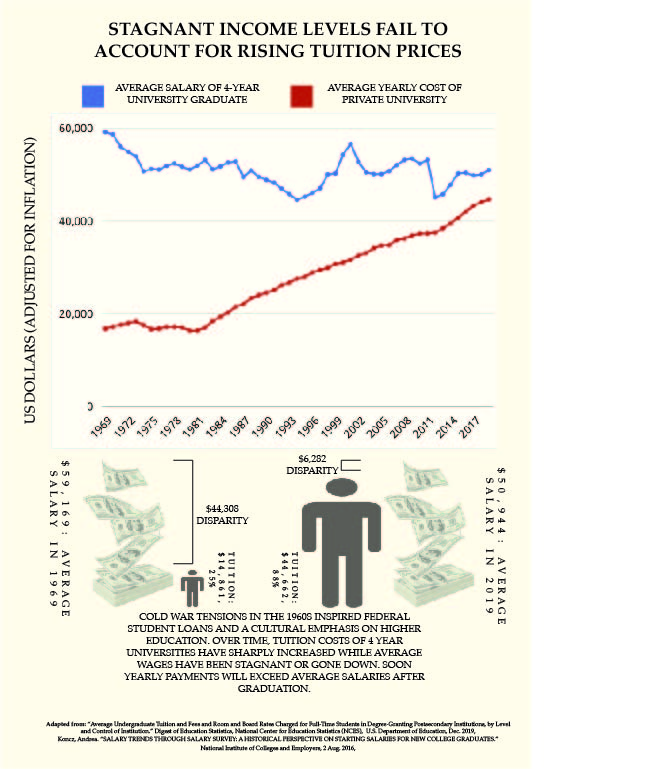 STAGNANT INCOME LEVELS FAIL TO
ACCOUNT FOR RISING TUITION PRICES
AVERAGE SALARY OF 4-YEAR
UNIVERSITY GRADUATE
AVERAGE YEARLY COST OF
PRIVATE UNIVERSITY
US DOLLARS (ADJUSTED FOR INFLATION)
60,000
40,000
20,000
0
1969
1972
1975
1978
1981
1984
1987
1990
1993
1996
1999
2002
2005
2008
2011
2014
2017
$59,169: AVERAGE
SALARY IN 1969
$44,308
DISPARITY
TUITION:
$14,861,
25%
$6,282
DISPARITY
TUITION:
$44,662,
88%
$50,944: AVERAGE
SALARY IN 2019
COLD WAR TENSIONS IN THE 1960S INSPIRED FEDERAL
STUDENT LOANS AND A CULTURAL EMPHASIS ON HIGHER
EDUCATION. OVER TIME, TUITION COSTS OF 4 YEAR
UNIVERSITIES HAVE SHARPLY INCREASED WHILE AVERAGE
WAGES HAVE BEEN STAGNANT OR GONE DOWN. SOON
YEARLY PAYMENTS WILL EXCEED AVERAGE SALARIES AFTER
GRADUATION.
Adapted from: "Average Undergraduate Tuition and Fees and Room and Board Rates Charged for Full-Time Students in Degree-Granting Postsecondary Institutions, by Level
and Control of Institution." Digest of Education Statistics, National Center for Education Statistics (NCES), U.S. Department of Education, Dec. 2019,
Koncz, Andrea. "SALARY TRENDS THROUGH SALARY SURVEY: A HISTORICAL PERSPECTIVE ON STARTING SALARIES FOR NEW COLLEGE GRADUATES."
National Institute of Colleges and Employers, 2 Aug. 2016,